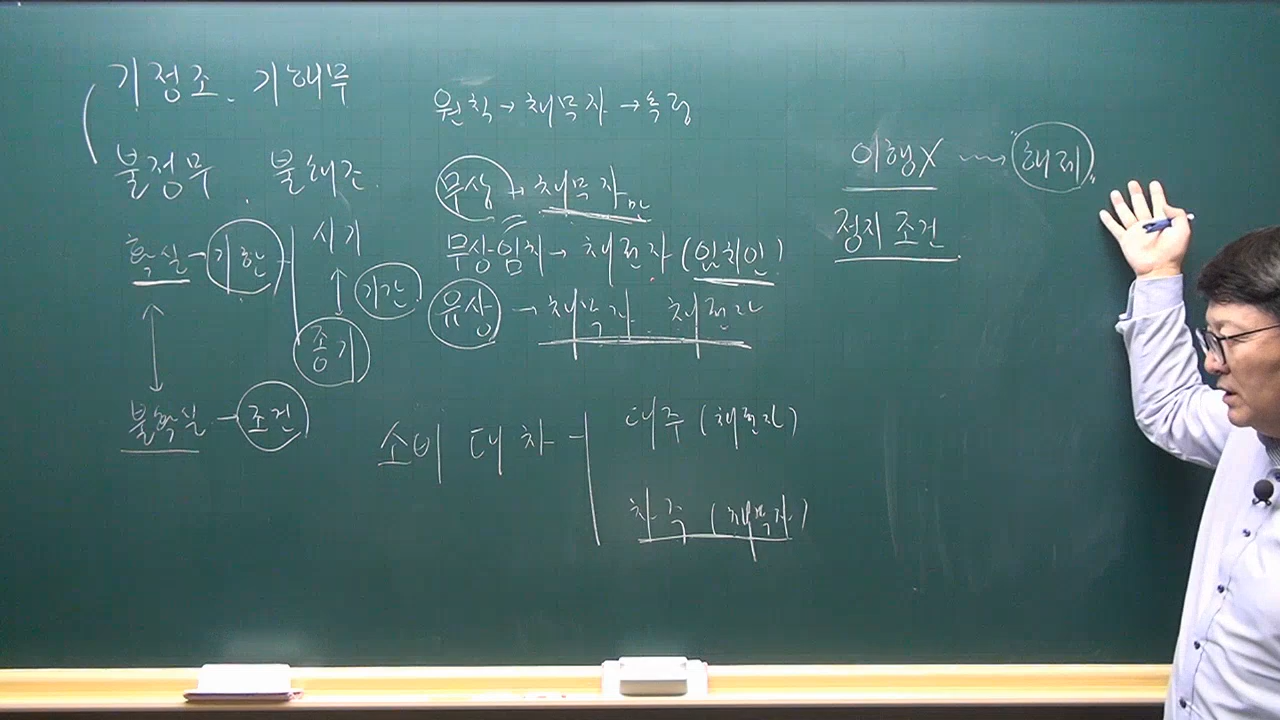 기정조. 기해무
불정무 불해조.
확실 → 기한 시기
기간
종기
불확실 → 조건
원칙 → 채무자 → 특정
무상 → 채무자만
무상임치 → 채권자 (임치인)
유상 → 채무자 채권자
소비대차
대주 (채권자)
차주 (채무자)
이행X "해제"
정지조건